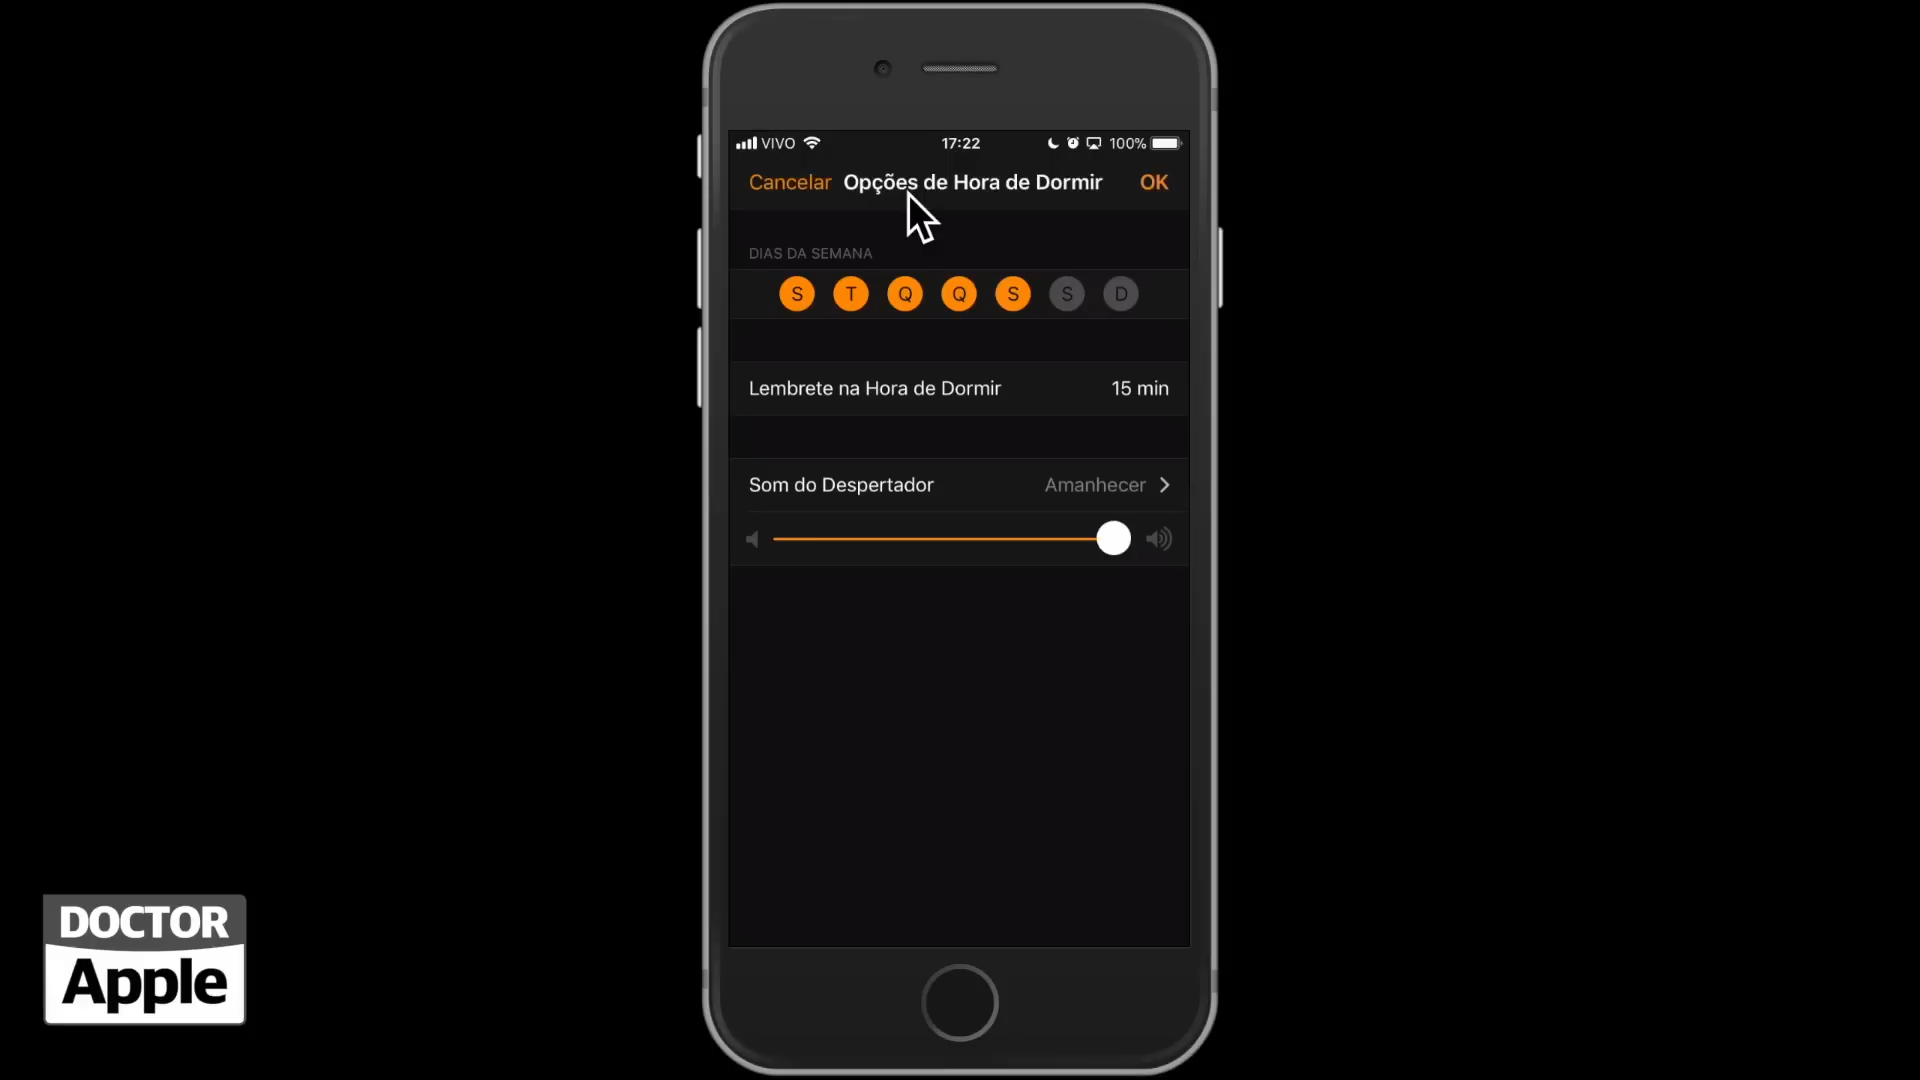 VIVO 17:22 100%
Cancelar Opções de Hora de Dormir OK
DIAS DA SEMANA
S T Q Q S S D
Lembrete na Hora de Dormir 15 min
Som do Despertador Amanhecer
DOCTOR
Apple